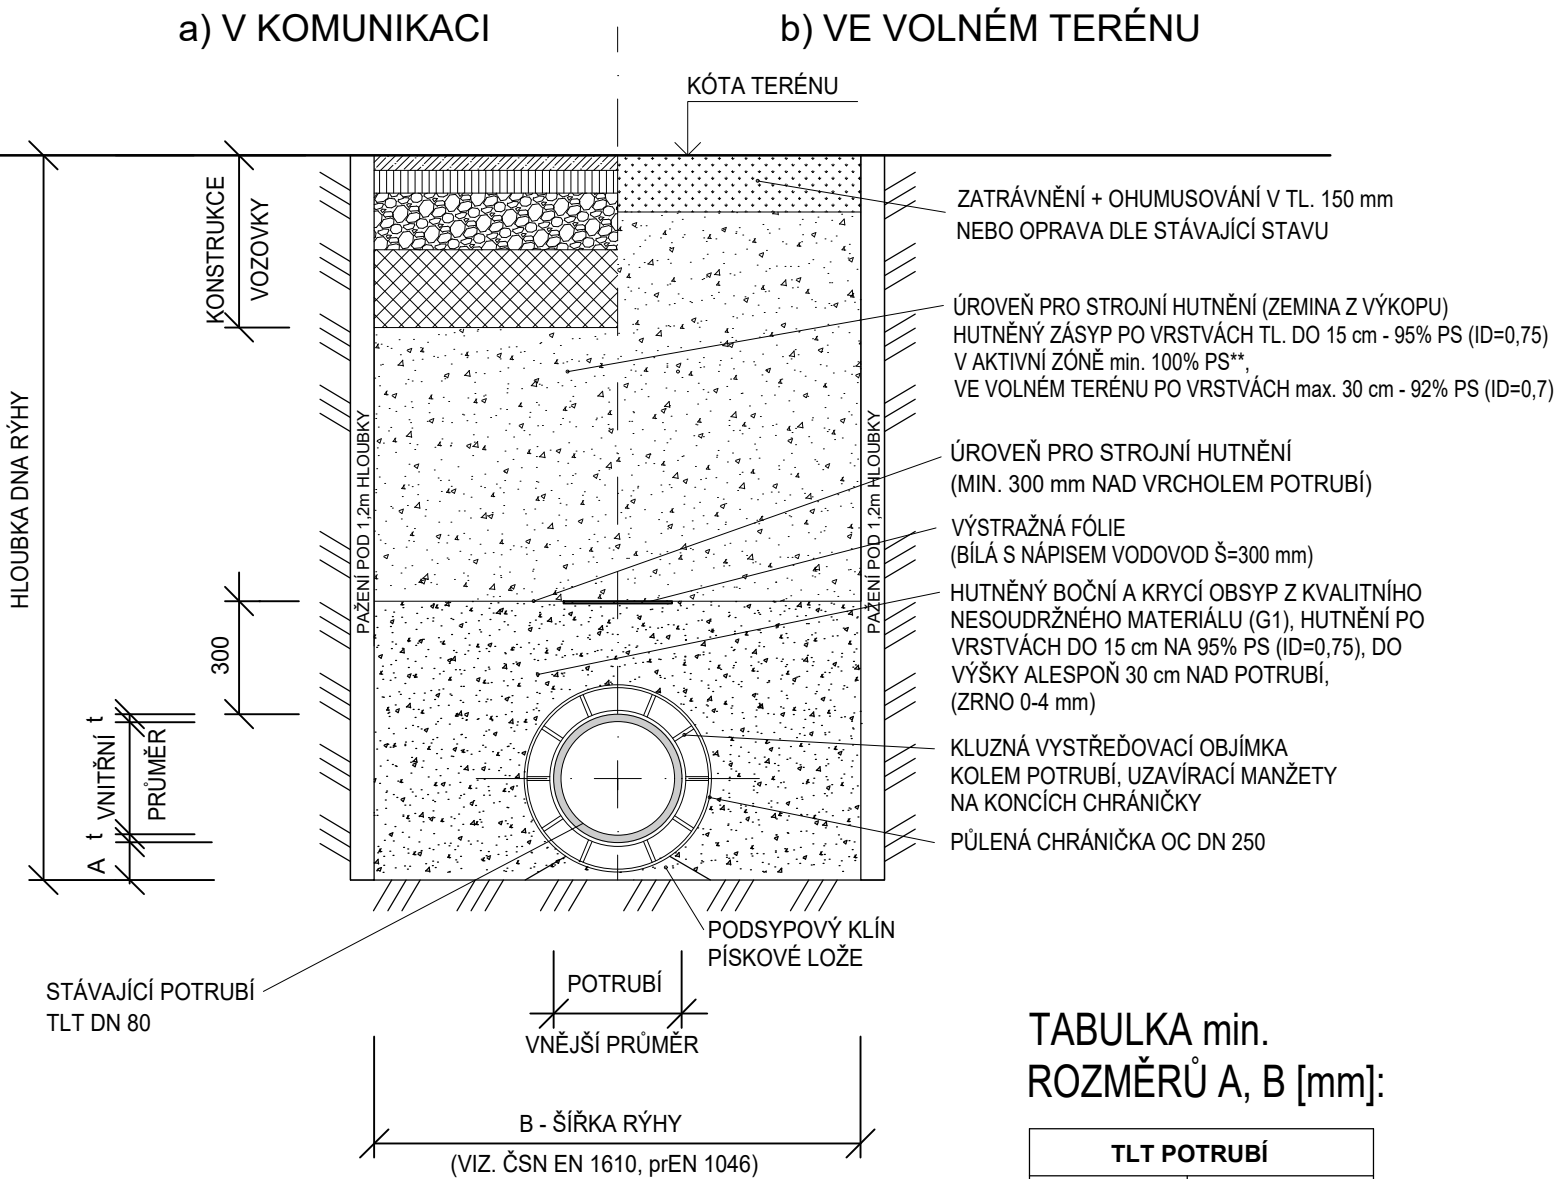 a) V KOMUNIKACI
b) VE VOLNÉM TERÉNU
KÓTA TERÉNU
KONSTRUKCE
VOZOVKY
HLOUBKA DNA RÝHY
PAŽENÍ POD 1,2m HLOUBKY
PAŽENÍ POD 1,2m HLOUBKY
ZATRÁVNĚNÍ + OHUMUSOVÁNÍ V TL. 150 mm
NEBO OPRAVA DLE STÁVAJÍCÍ STAVU
ÚROVEŇ PRO STROJNÍ HUTNĚNÍ (ZEMINA Z VÝKOPU)
HUTNĚNÝ ZÁSYP PO VRSTVÁCH TL. DO 15 cm - 95% PS (ID=0,75)
V AKTIVNÍ ZÓNĚ min. 100% PS**,
VE VOLNÉM TERÉNU PO VRSTVÁCH max. 30 cm - 92% PS (ID=0,7)
ÚROVEŇ PRO STROJNÍ HUTNĚNÍ
(MIN. 300 mm NAD VRCHOLEM POTRUBÍ)
VÝSTRAŽNÁ FÓLIE
(BÍLÁ S NÁPISEM VODOVOD Š=300 mm)
HUTNĚNÝ BOČNÍ A KRYCÍ OBSYP Z KVALITNÍHO
NESOUDRŽNÉHO MATERIÁLU (G1), HUTNĚNÍ PO
VRSTVÁCH DO 15 cm NA 95% PS (ID=0,75), DO
VÝŠKY ALESPOŇ 30 cm NAD POTRUBÍ,
(ZRNO 0-4 mm)
KLUZNÁ VYSTŘEĎOVACÍ OBJÍMKA
KOLEM POTRUBÍ, UZAVÍRACÍ MANŽETY
NA KONCÍCH CHRÁNIČKY
PŮLENÁ CHRÁNIČKA OC DN 250
300
t
VNITŘNÍ
PRŮMĚR
t
A
PODSYPOVÝ KLÍN
PÍSKOVÉ LOŽE
STÁVAJÍCÍ POTRUBÍ
TLT DN 80
POTRUBÍ
VNĚJŠÍ PRŮMĚR
B - ŠÍŘKA RÝHY
(VIZ. ČSN EN 1610, prEN 1046)
TABULKA min.
ROZMĚRŮ A, B [mm]:
TLT POTRUBÍ